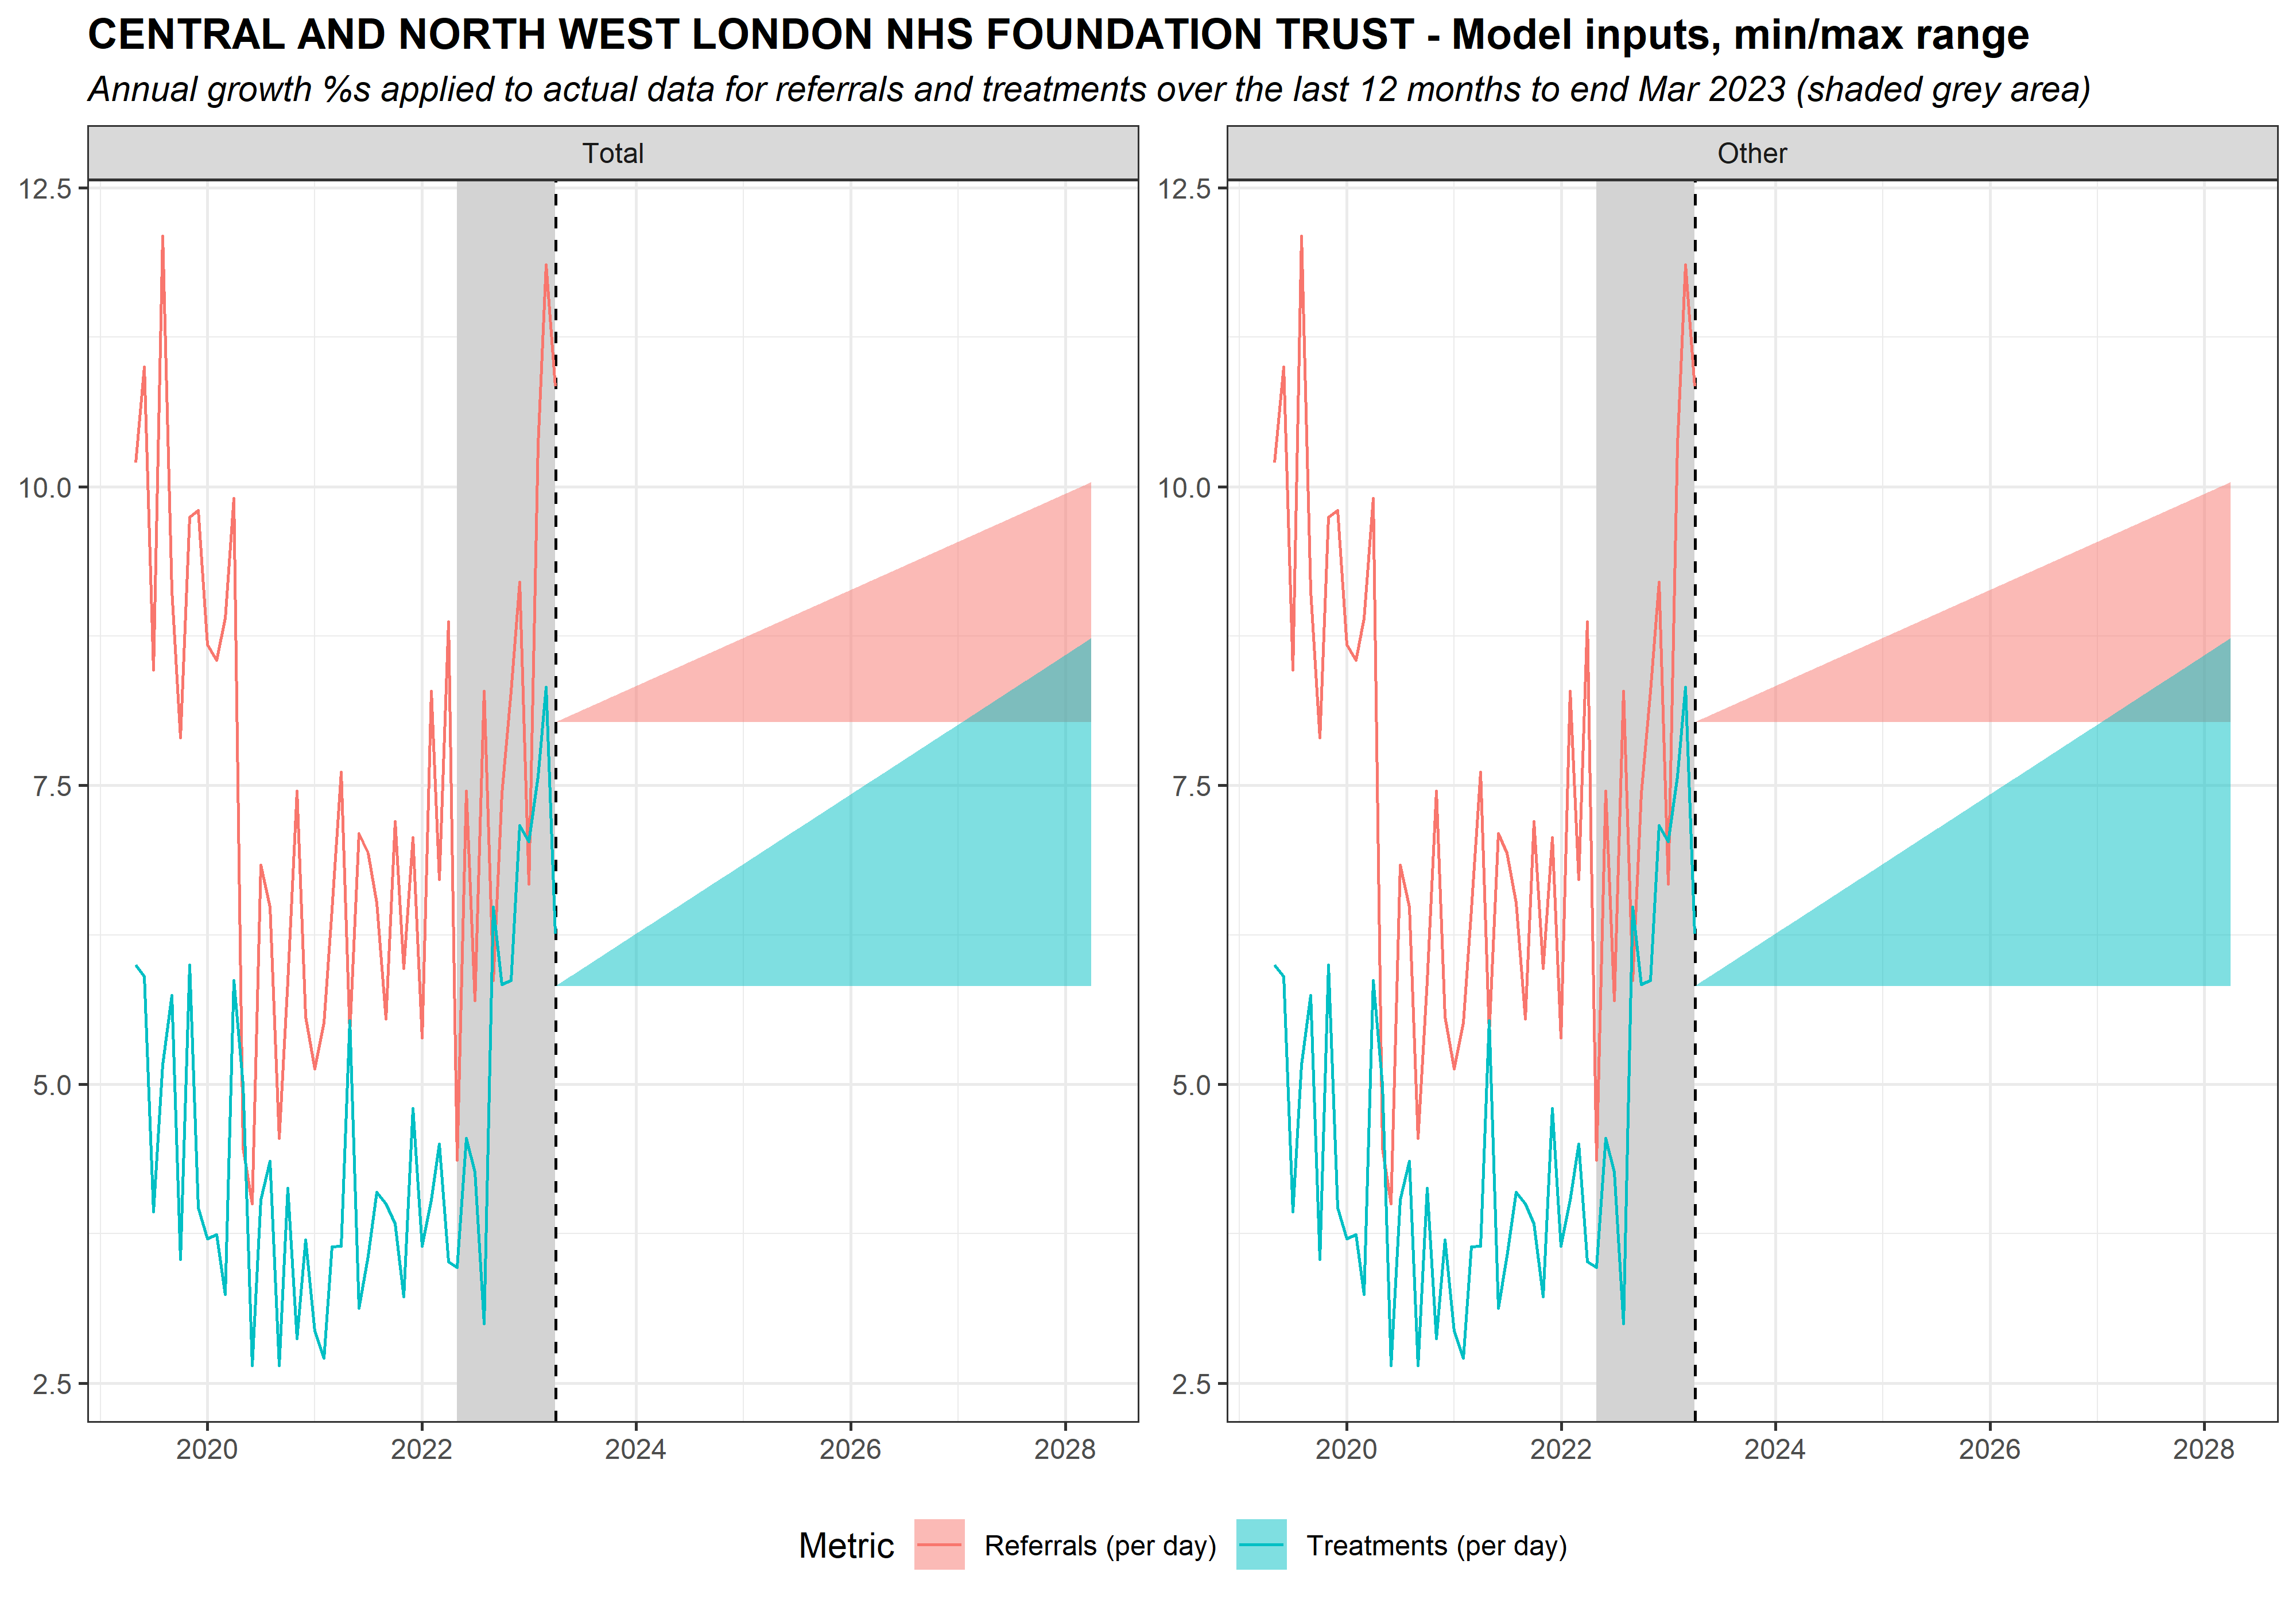 CENTRAL AND NORTH WEST LONDON NHS FOUNDATION TRUST - Model inputs, min/max range
Annual growth %s applied to actual data for referrals and treatments over the last 12 months to end Mar 2023 (shaded grey area)
Total
Other
12.5
10.0
7.5
5.0
2.5
12.5
10.0
7.5
5.0
2.5
2020 2022 2024 2026 2028
2020 2022 2024 2026 2028
Metric Referrals (per day) Treatments (per day)